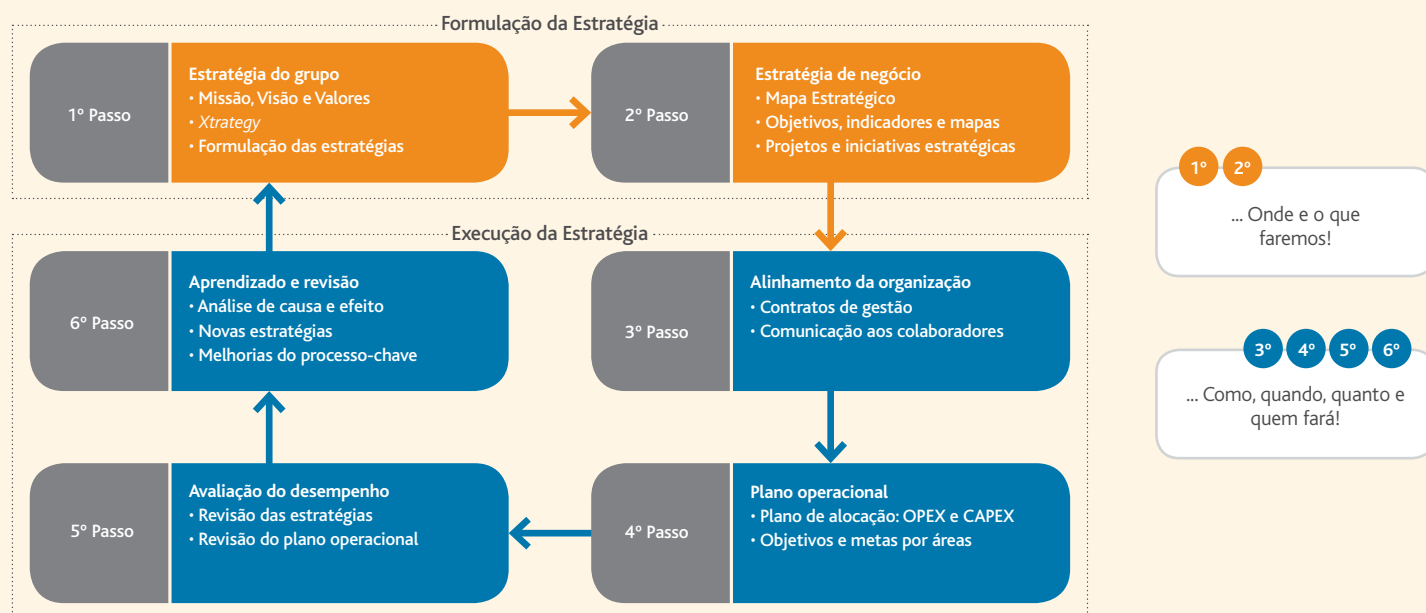 Formulação da Estratégia
1º Passo
Estratégia do grupo
• Missão, Visão e Valores
• Xtrategy
• Formulação das estratégias
2º Passo
Estratégia de negócio
• Mapa Estratégico
• Objetivos, indicadores e mapas
• Projetos e iniciativas estratégicas
Execução da Estratégia
6º Passo
Aprendizado e revisão
• Análise de causa e efeito
• Novas estratégias
• Melhorias do processo-chave
3º Passo
Alinhamento da organização
• Contratos de gestão
• Comunicação aos colaboradores
5º Passo
Avaliação do desempenho
• Revisão das estratégias
• Revisão do plano operacional
4º Passo
Plano operacional
• Plano de alocação: OPEX e CAPEX
• Objetivos e metas por áreas
1º 2º
... Onde e o que
faremos!
3º 4º 5º 6º
... Como, quando, quanto e
quem fará!